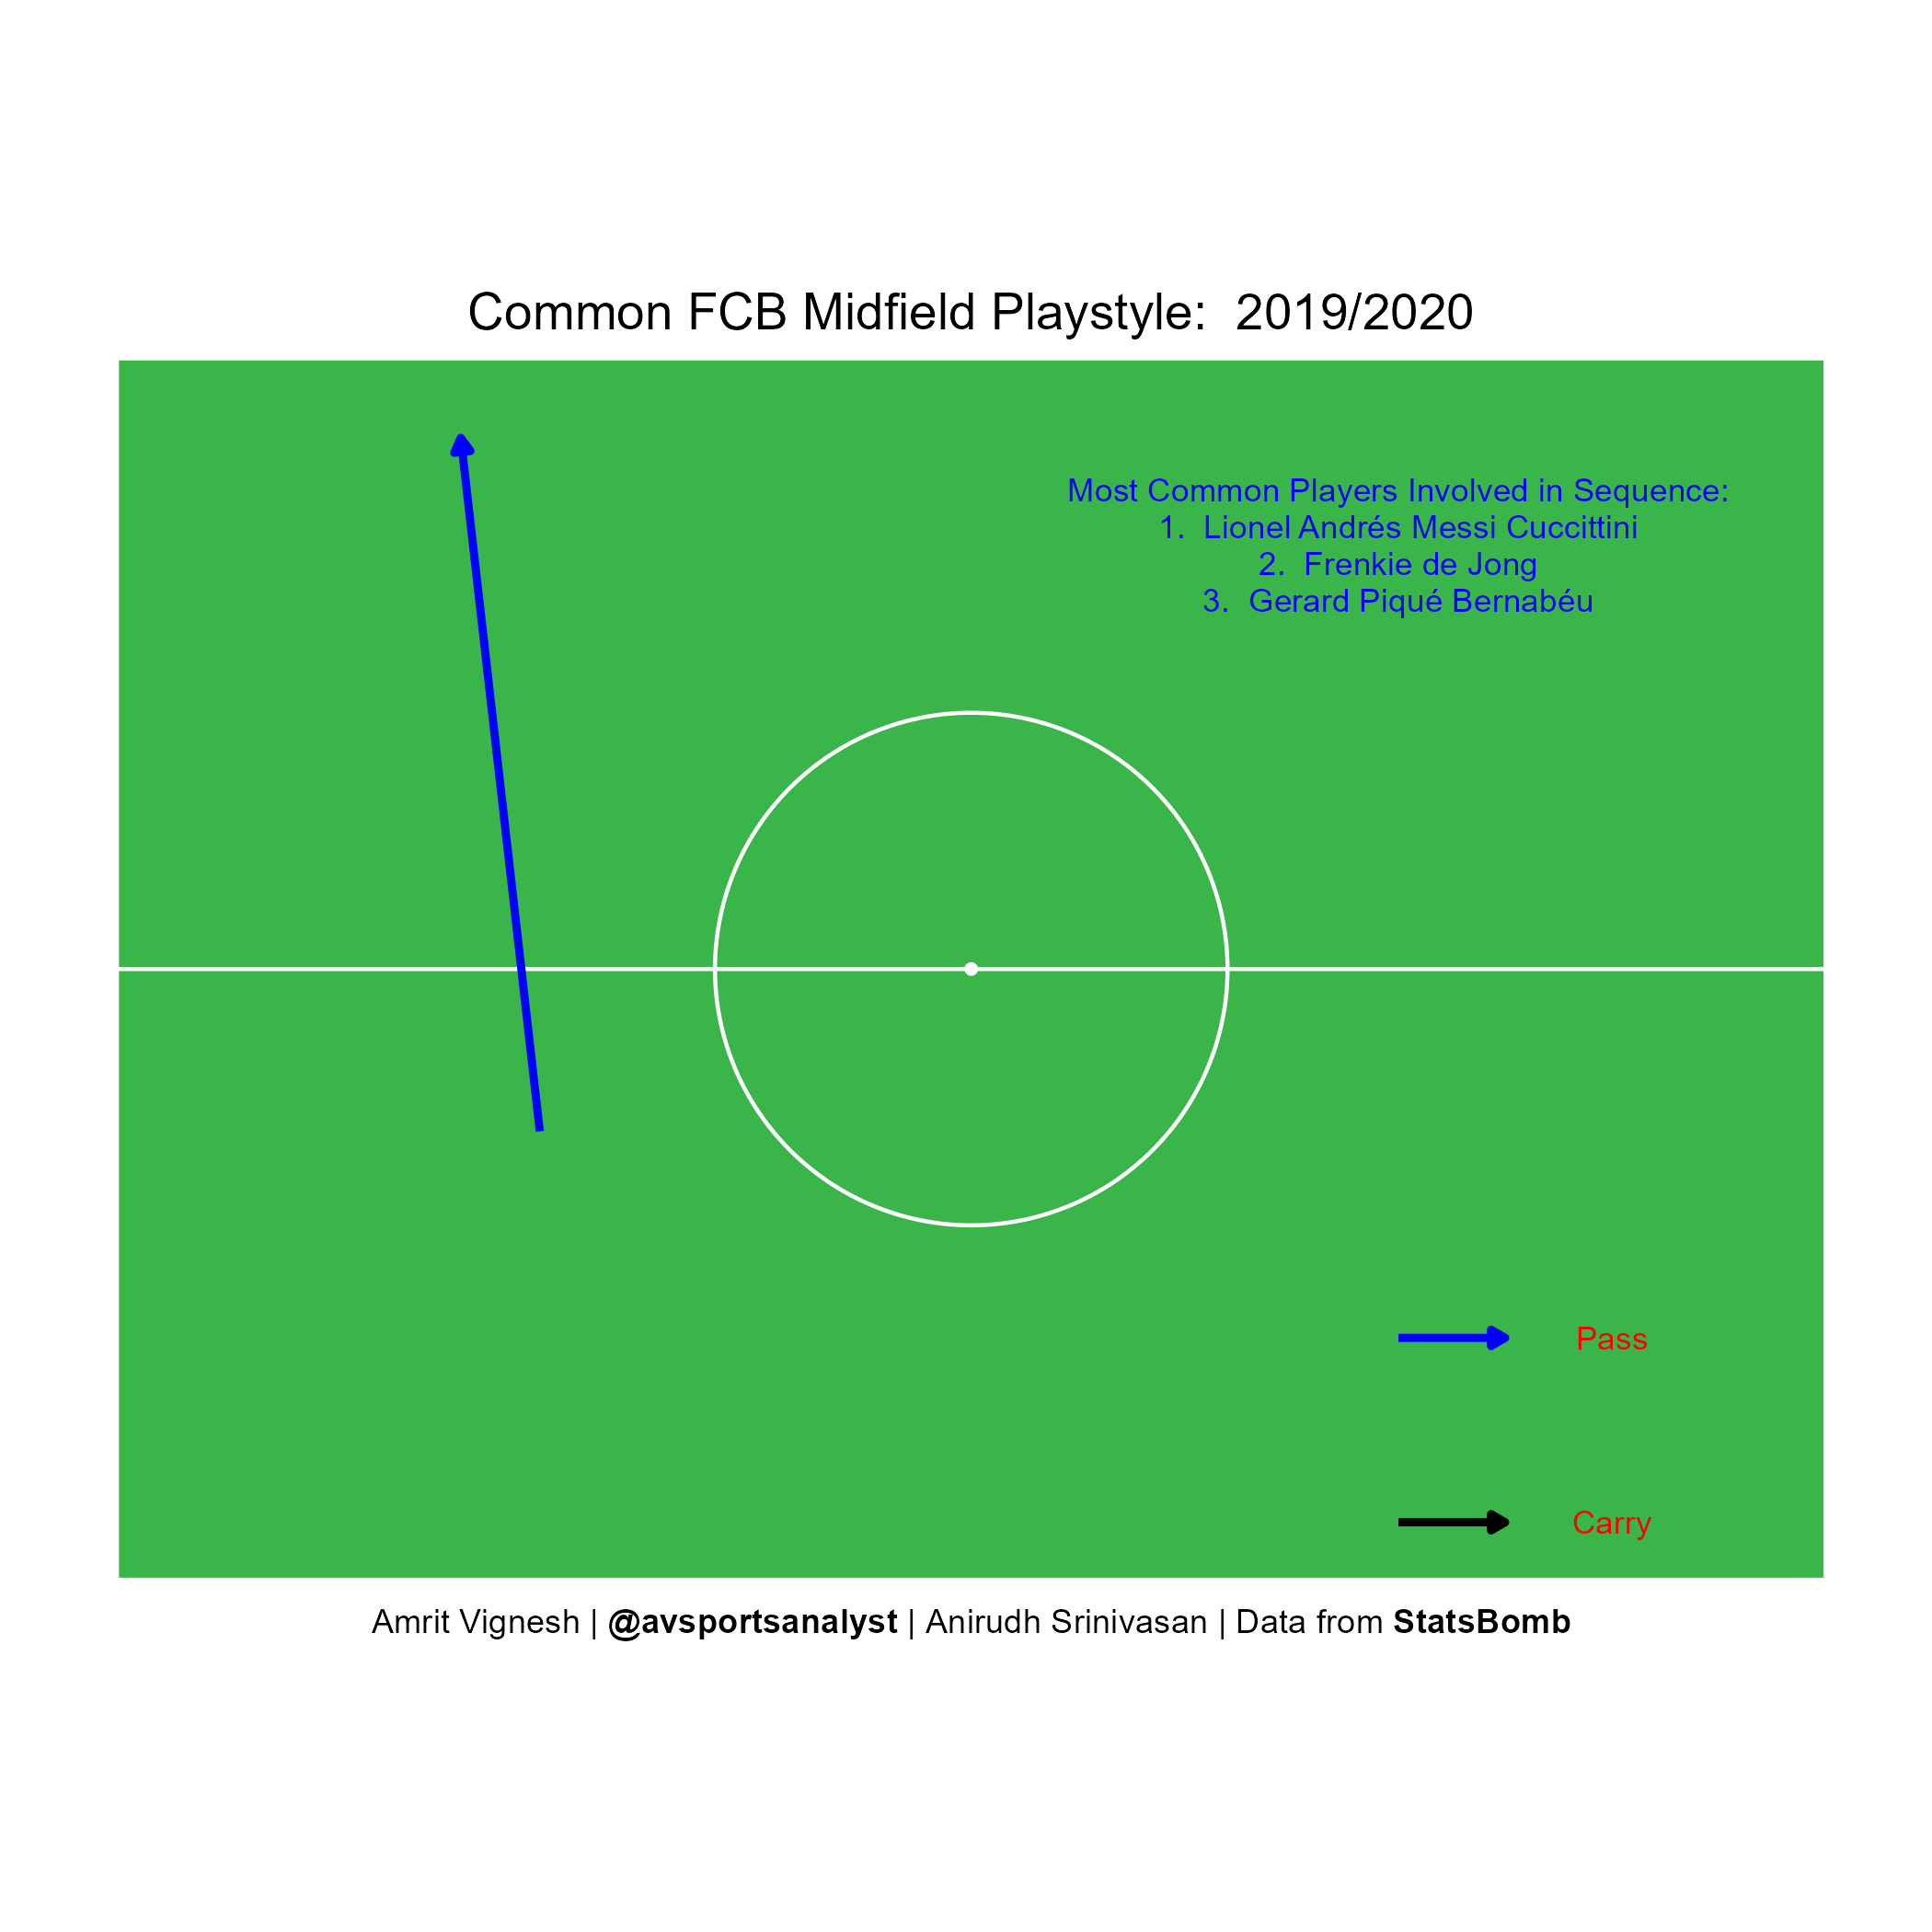 Common FCB Midfield Playstyle:  2019/2020
Most Common Players Involved in Sequence:
1.  Lionel Andrés Messi Cuccittini
2.  Frenkie de Jong
3.  Gerard Piqué Bernabéu
Pass
Carry
Amrit Vignesh | @avsportsanalyst | Anirudh Srinivasan | Data from StatsBomb